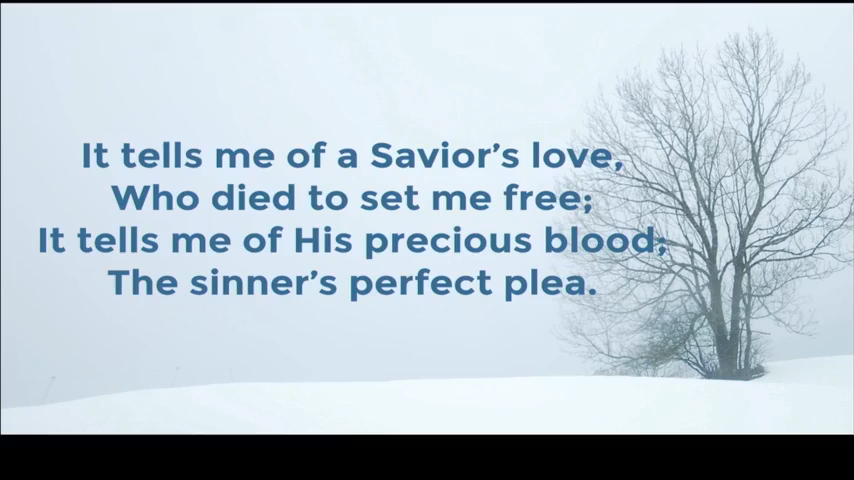 It tells me of a Savior’s love,
Who died to set me free;
It tells me of His precious blood;
The sinner’s perfect plea.